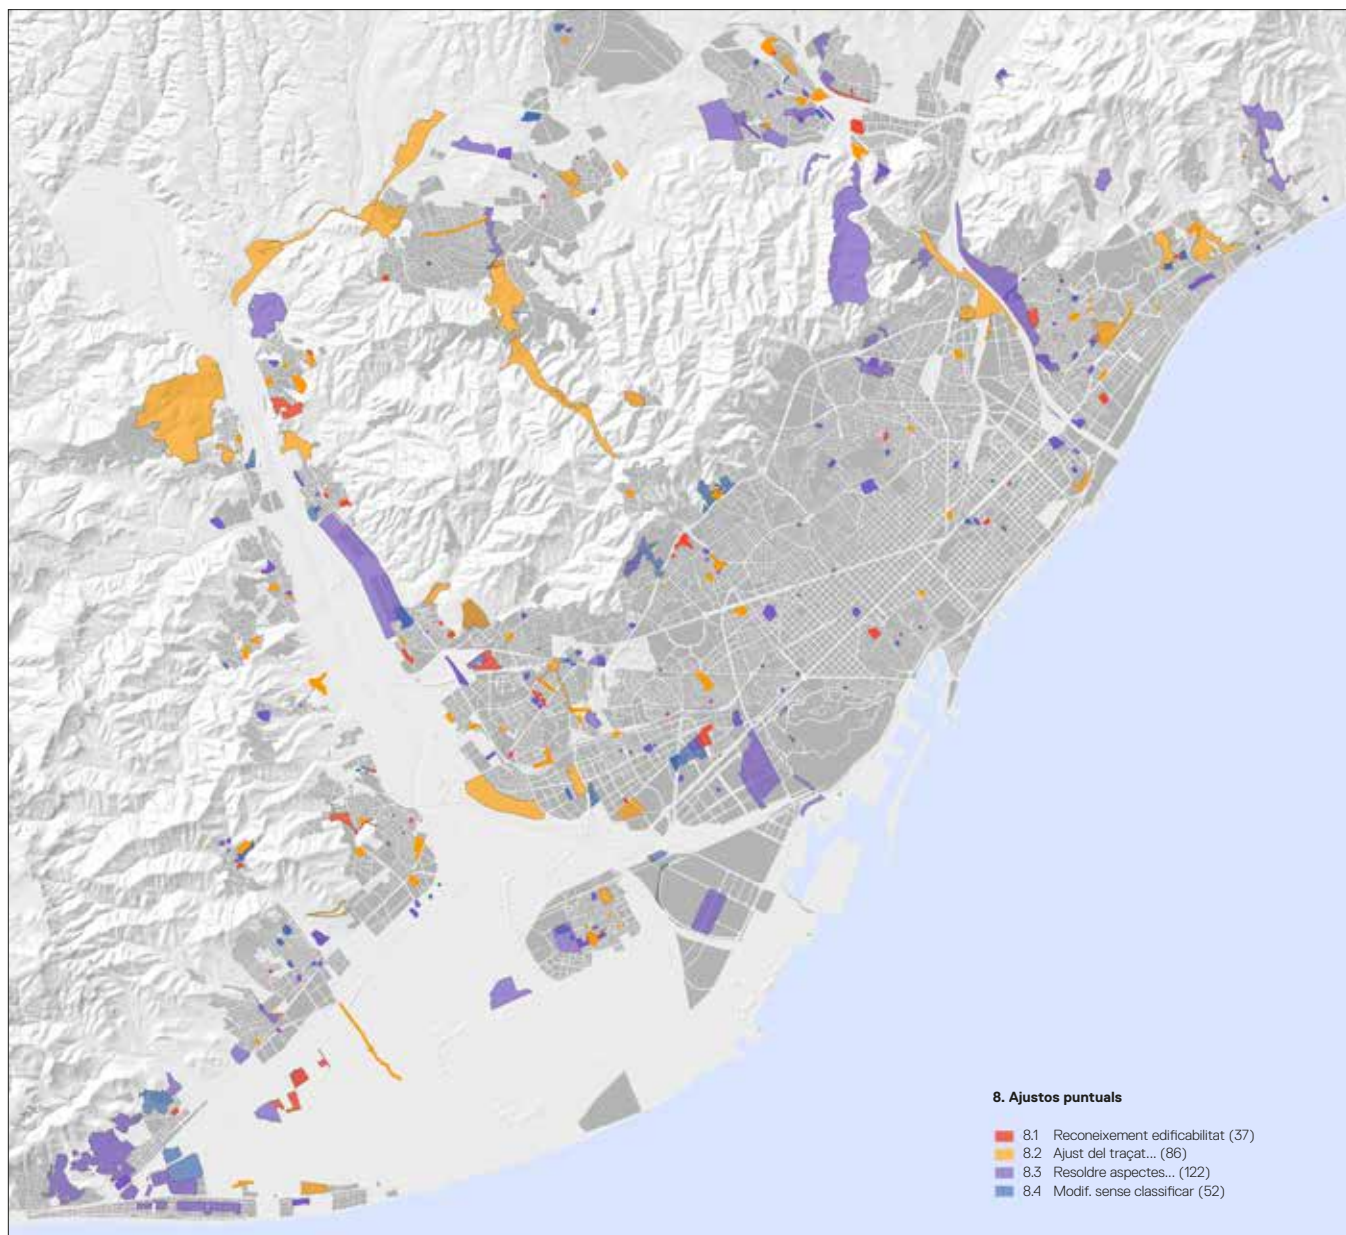 8. Ajustos puntuals
8.1 Reconeixement edificabilitat (37)
8.2 Ajust del traçat... (86)
8.3 Resoldre aspectes... (122)
8.4 Modif. sense classificar (52)